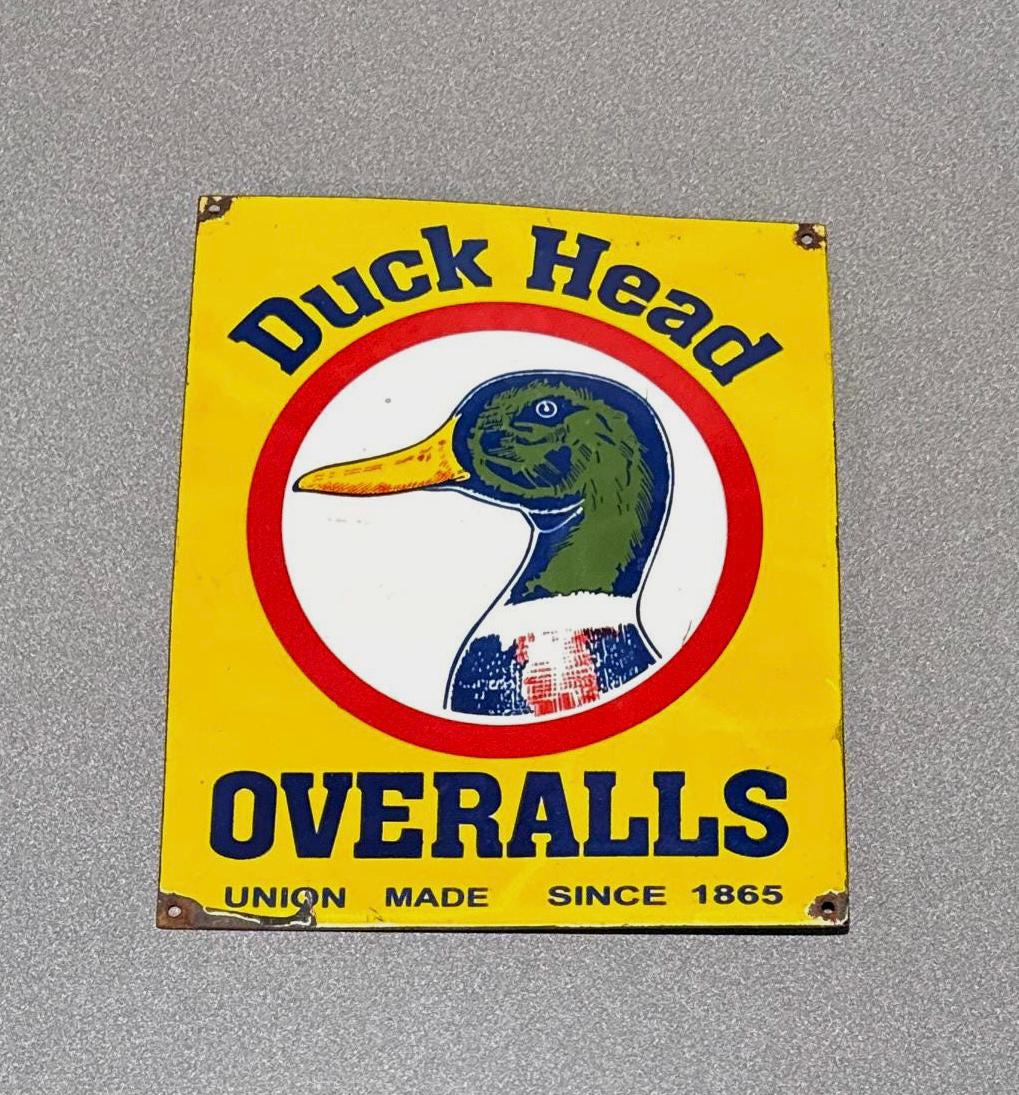 Duck Head
OVERALLS
UNION MADE SINCE 1865